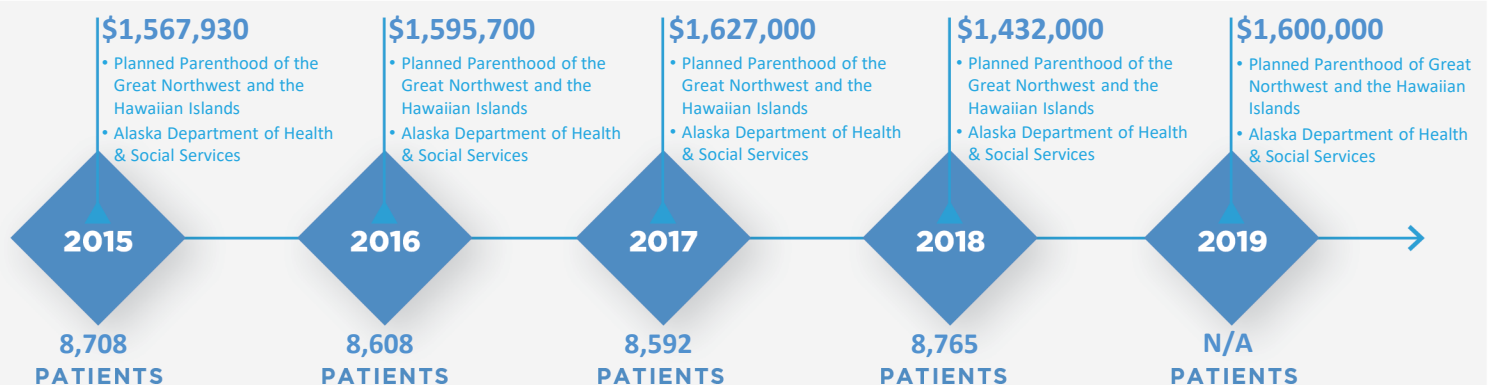 $1,567,930
• Planned Parenthood of the
Great Northwest and the
Hawaiian Islands
• Alaska Department of Health
& Social Services
2015
8,708
PATIENTS
$1,595,700
• Planned Parenthood of the
Great Northwest and the
Hawaiian Islands
• Alaska Department of Health
& Social Services
2016
8,608
PATIENTS
$1,627,000
• Planned Parenthood of the
Great Northwest and the
Hawaiian Islands
• Alaska Department of Health
& Social Services
2017
8,592
PATIENTS
$1,432,000
• Planned Parenthood of the
Great Northwest and the
Hawaiian Islands
• Alaska Department of Health
& Social Services
2018
8,765
PATIENTS
$1,600,000
• Planned Parenthood of Great
Northwest and the Hawaiian
Islands
• Alaska Department of Health
& Social Services
2019
N/A
PATIENTS